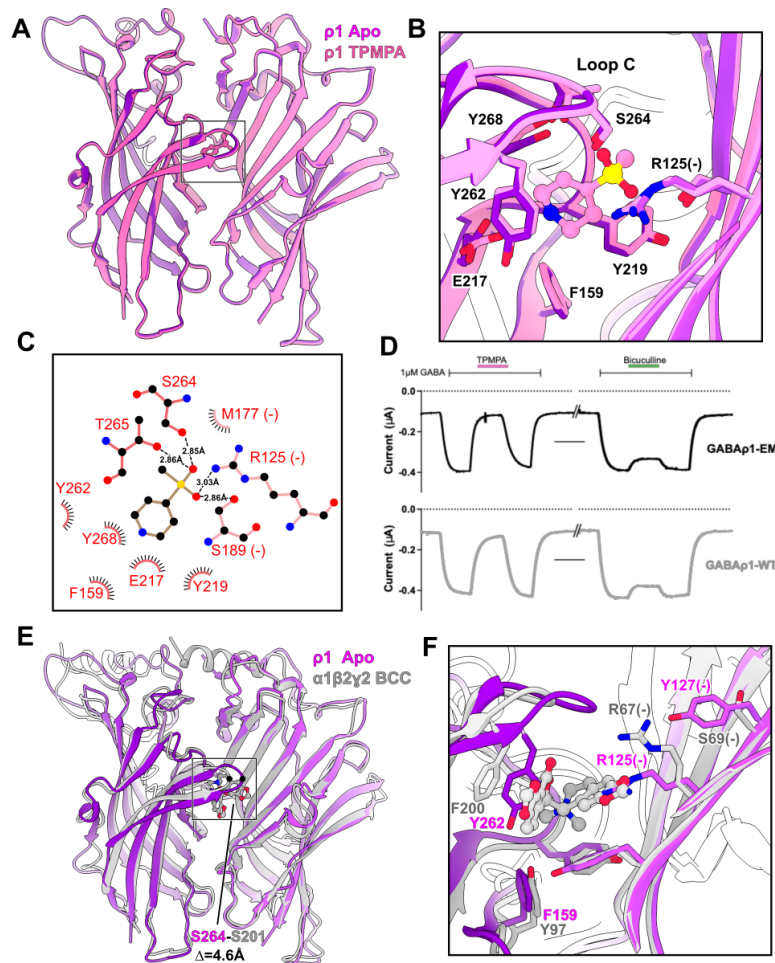 A
ρ1 Apo
ρ1 TPMPA
B
Loop C
Y268
S264
R125(-)
Y262
Y219
E217
F159
C
S264
M177 (-)
T265
R125 (-)
2.85Å
2.86Å
3.03Å
2.86Å
Y262
Y268
S189 (-)
E217
Y219
F159
D
TPMPA
Bicuculline
1μM GABA
0.0
-0.2
-0.4
Current (μA)
GABAρ1-EM
0.0
-0.2
-0.4
Current (μA)
GABAρ1-WT
E
ρ1 Apo
α1β2γ2 BCC
S264-S201
Δ=4.6Å
F
Y127(-)
R67(-)
S69(-)
R125(-)
F200
Y262
F159
Y97